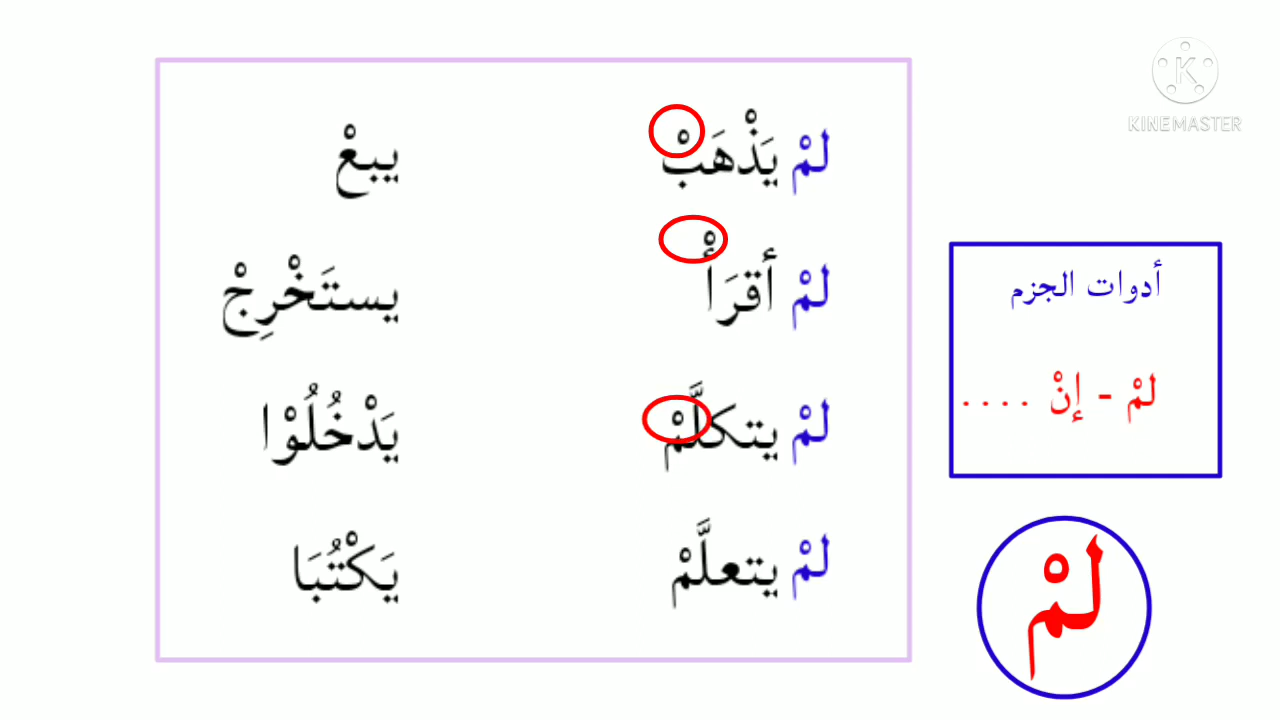 KINEMASTER
لمْ يَذْهَبْ
يبعْ
لمْ أقرَأْ
يستَخْرِجْ
لمْ يتكلَّمْ
يَدْخُلُوْا
لمْ يتعلَّمْ
يَكْتُبَا
أدوات الجزم
لمْ - إنْ ....
لمْ